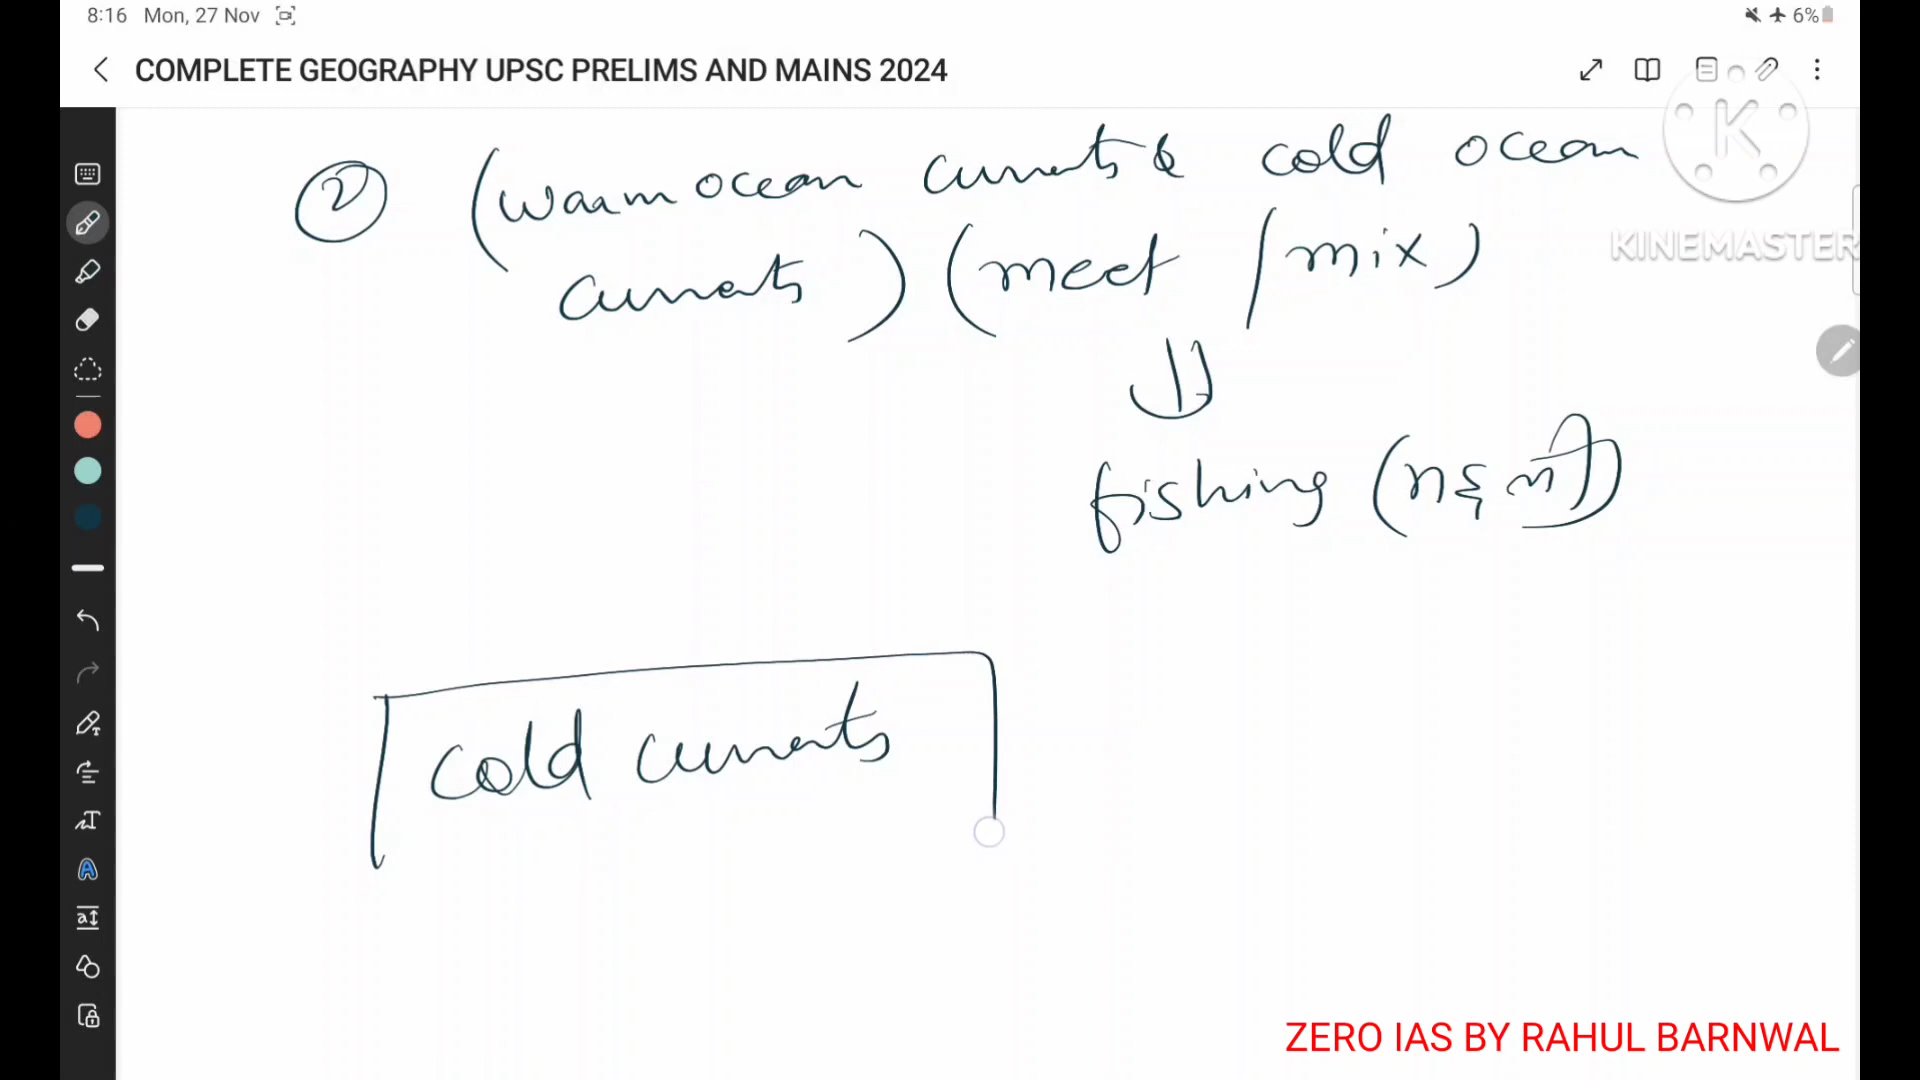 8:16 Mon, 27 Nov 6%
COMPLETE GEOGRAPHY UPSC PRELIMS AND MAINS 2024
K
KINEMASTER
② (warm ocean currents & cold ocean
currents) (meet / mix)
fishing
cold currents
ZERO IAS BY RAHUL BARNWAL